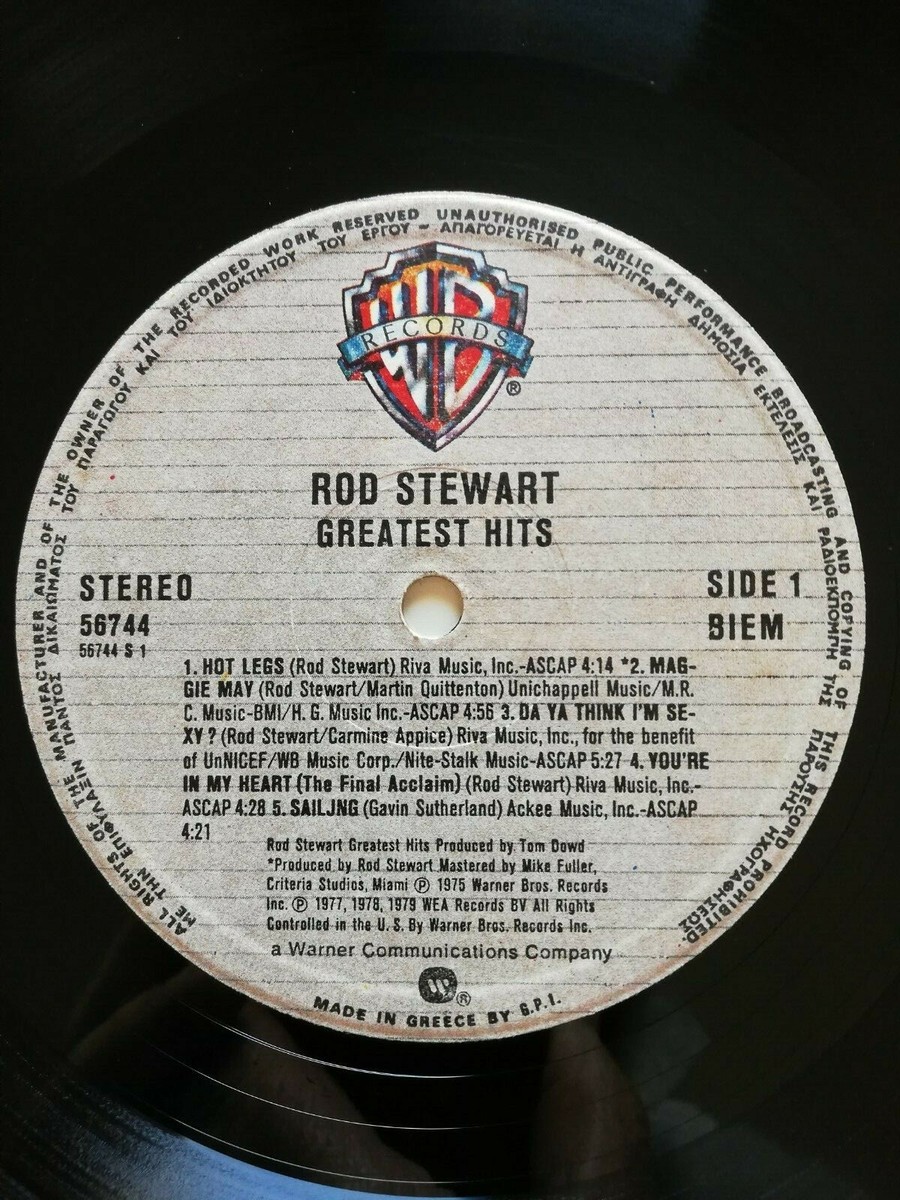 ALL RIGHTS OF THE MANUFACTURER AND OF THE OWNER OF THE RECORDED WORK RESERVED UNAUTHORISED PUBLIC PERFORMANCE BROADCASTING AND COPYING OF THIS RECORD PROHIBITED.
ΜΕ ΤΗΝ ΕΠΙΦΥΛΑΞΙΝ ΠΑΝΤΟΣ ΔΙΚΑΙΩΜΑΤΟΣ ΤΟΥ ΠΑΡΑΓΟΓΟΥ ΚΑΙ ΤΟΥ ΙΔΙΟΚΤΗΤΟΥ ΤΟΥ ΕΡΓΟΥ — ΑΠΑΓΟΡΕΥΕΤΑΙ Η ΑΝΤΙΓΡΑΦΗ ΔΗΜΟΣΙΑ ΕΚΤΕΛΕΣΙΣ ΚΑΙ ΡΑΔΙΟΕΚΠΟΜΠΗ ΤΗΣ ΠΑΡΟΥΣΗΣ ΗΧΟΓΡΑΦΗΣΕΩΣ
WB
RECORDS
®
ROD STEWART
GREATEST HITS
STEREO
56744
56744 S 1
SIDE 1
BIEM
1. HOT LEGS (Rod Stewart) Riva Music, Inc.-ASCAP 4:14 *2. MAG-
GIE MAY (Rod Stewart/Martin Quittenton) Unichappell Music/M.R.
C. Music-BMI/H. G. Music Inc.-ASCAP 4:56 3. DA YA THINK I'M SE-
XY? (Rod Stewart/Carmine Appice) Riva Music, Inc., for the benefit
of UnNICEF/WB Music Corp./Nite-Stalk Music-ASCAP 5:27 4. YOU'RE
IN MY HEART (The Final Acclaim) (Rod Stewart) Riva Music, Inc.-
ASCAP 4:28 5. SAILJNG (Gavin Sutherland) Ackee Music, Inc.-ASCAP
4:21
Rod Stewart Greatest Hits Produced by Tom Dowd
*Produced by Rod Stewart Mastered by Mike Fuller,
Criteria Studios, Miami ℗ 1975 Warner Bros. Records
Inc. ℗ 1977, 1978, 1979 WEA Records BV All Rights
Controlled in the U. S. By Warner Bros. Records Inc.
a Warner Communications Company
®
MADE IN GREECE BY G.P.I.